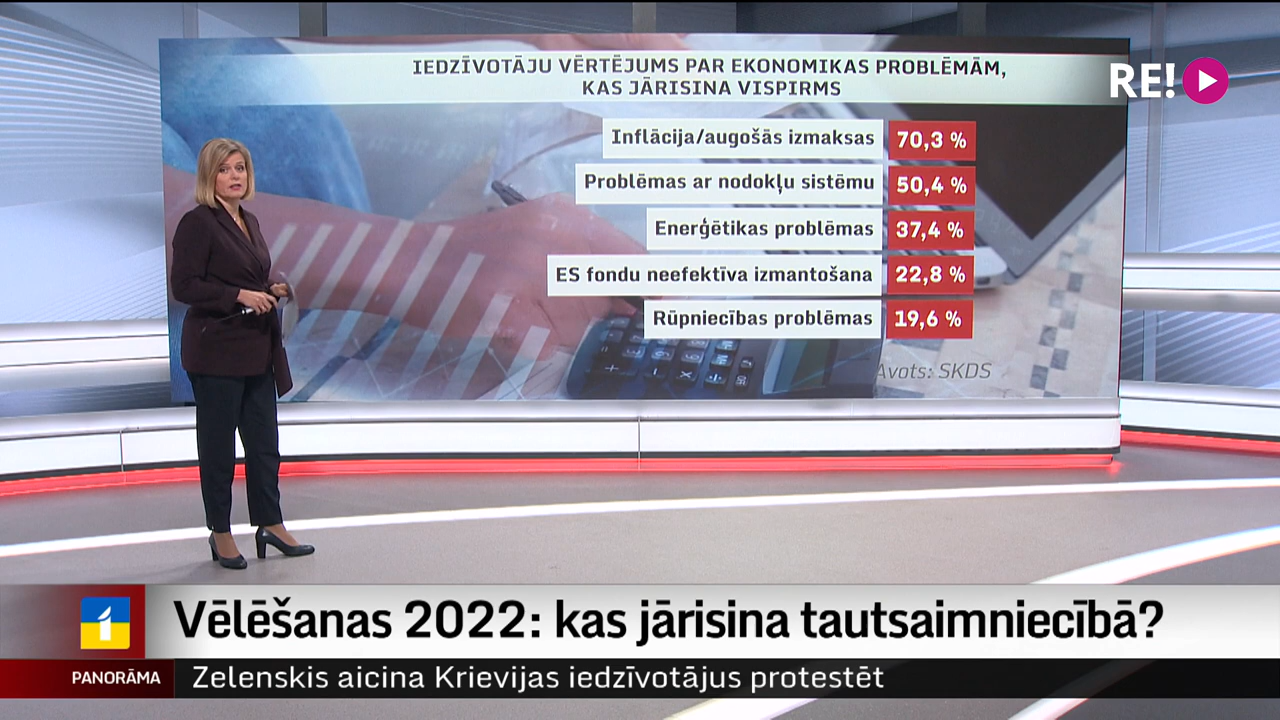 IEDZĪVOTĀJU VĒRTĒJUMS PAR EKONOMIKAS PROBLĒMĀM,
KAS JĀRISINA VISPIRMS
RE!
Inflācija/augošās izmaksas 70,3 %
Problēmas ar nodokļu sistēmu 50,4 %
Enerģētikas problēmas 37,4 %
ES fondu neefektīva izmantošana 22,8 %
Rūpniecības problēmas 19,6 %
Avots: SKDS
1 Vēlēšanas 2022: kas jārisina tautsaimniecībā?
PANORĀMA Zelenskis aicina Krievijas iedzīvotājus protestēt